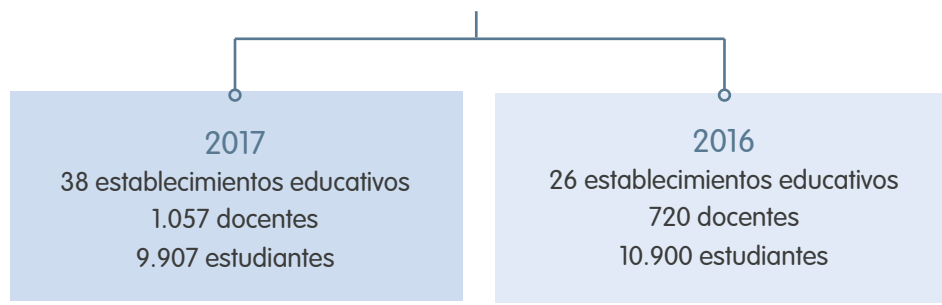 2017
38 establecimientos educativos
1.057 docentes
9.907 estudiantes
2016
26 establecimientos educativos
720 docentes
10.900 estudiantes